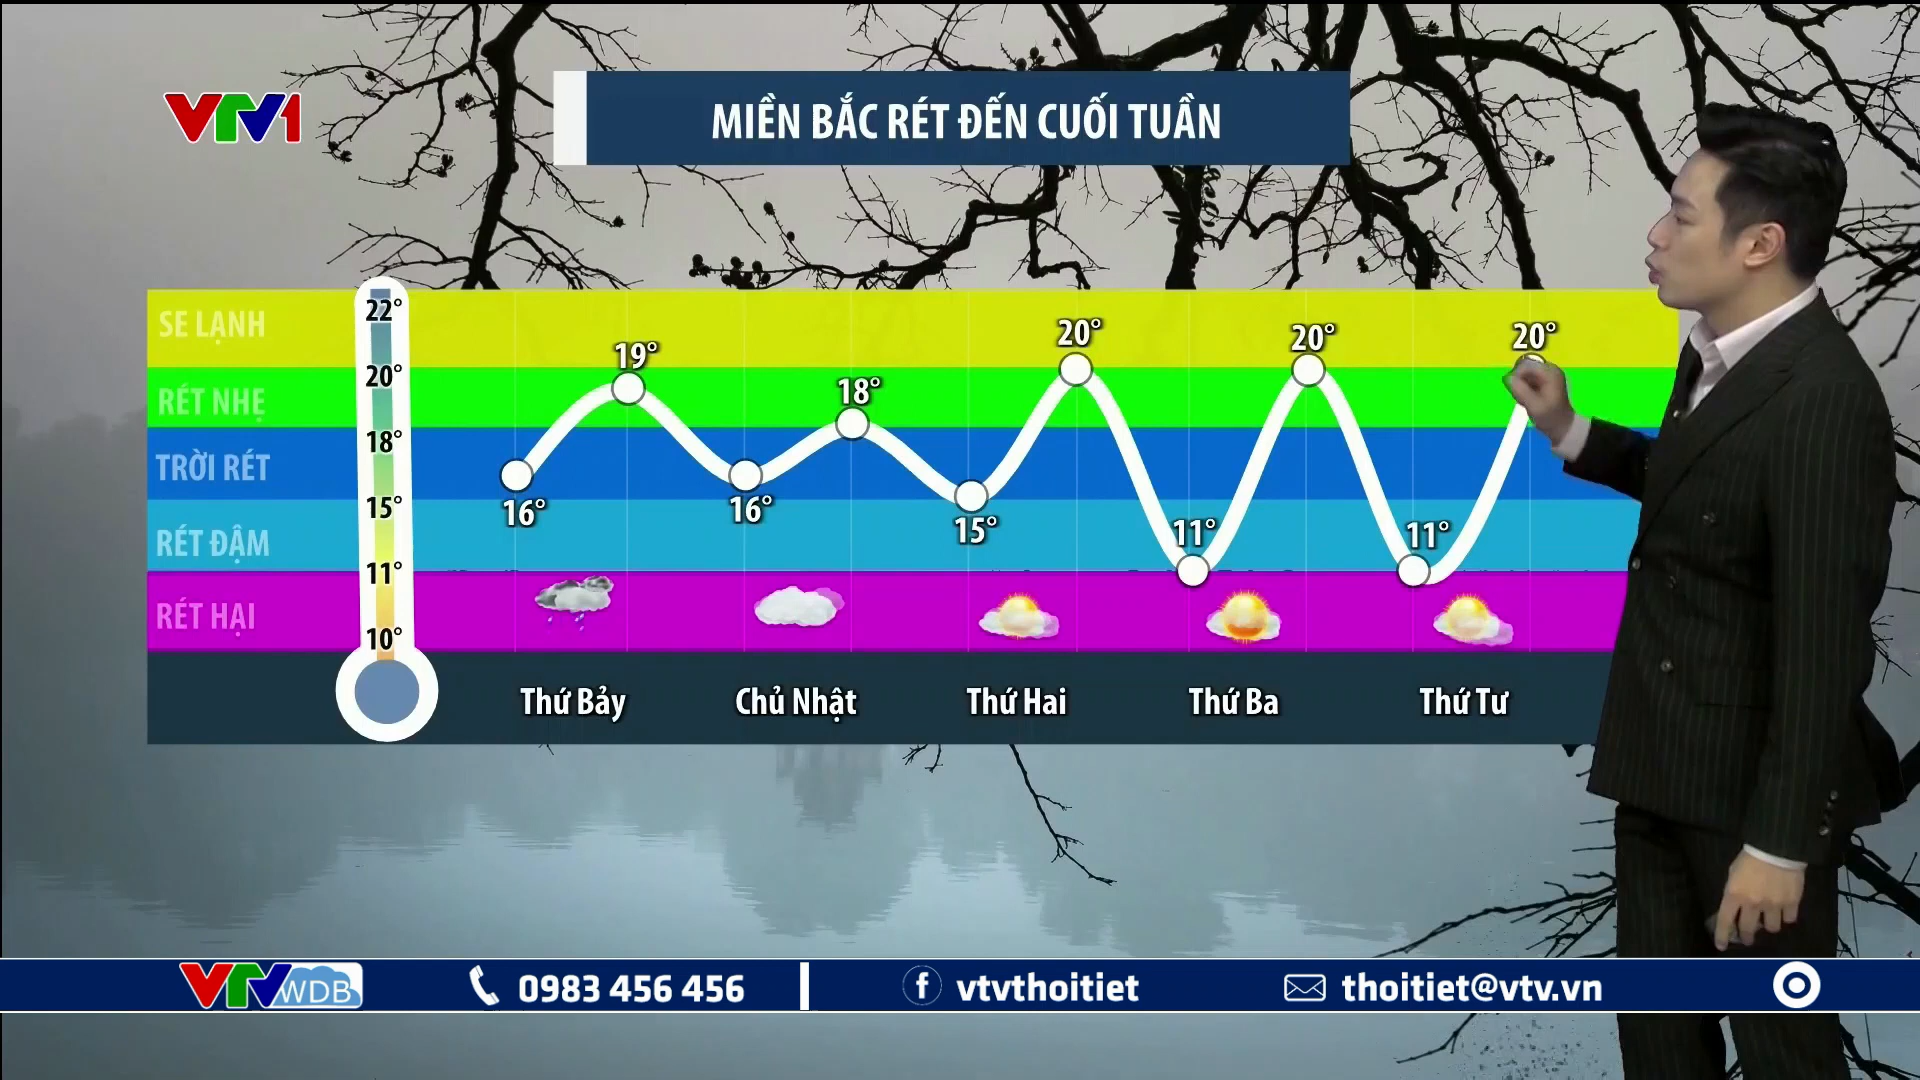 VTV1
MIỀN BẮC RÉT ĐẾN CUỐI TUẦN
SE LẠNH
RÉT NHẸ
TRỜI RÉT
RÉT ĐẬM
RÉT HẠI
22°
20°
18°
15°
11°
10°
16°
19°
16°
18°
15°
20°
11°
20°
11°
20°
Thứ Bảy
Chủ Nhật
Thứ Hai
Thứ Ba
Thứ Tư
VTV WDB
0983 456 456
vtvthoitiet
thoitiet@vtv.vn